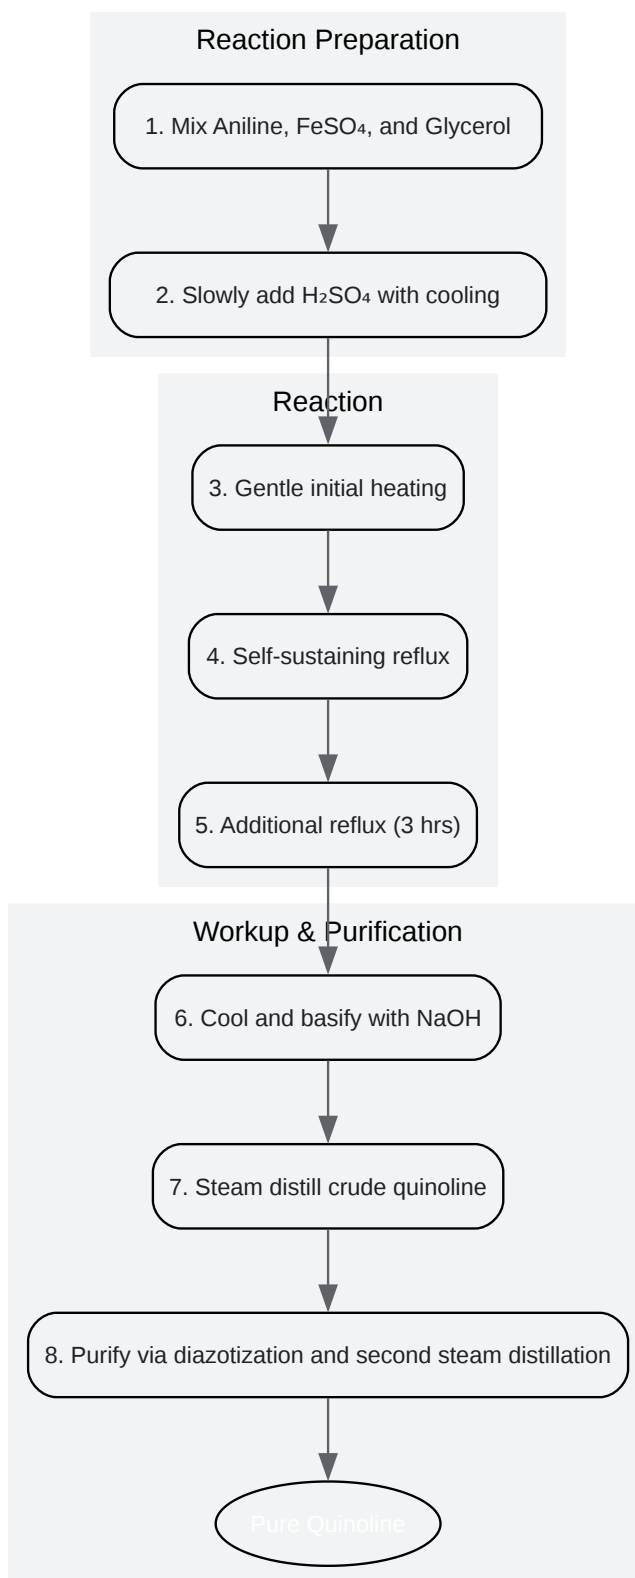 Reaction Preparation
1. Mix Aniline, FeSO₄, and Glycerol
2. Slowly add H₂SO₄ with cooling
Reaction
3. Gentle initial heating
4. Self-sustaining reflux
5. Additional reflux (3 hrs)
Workup & Purification
6. Cool and basify with NaOH
7. Steam distill crude quinoline
8. Purify via diazotization and second steam distillation
Pure Quinoline